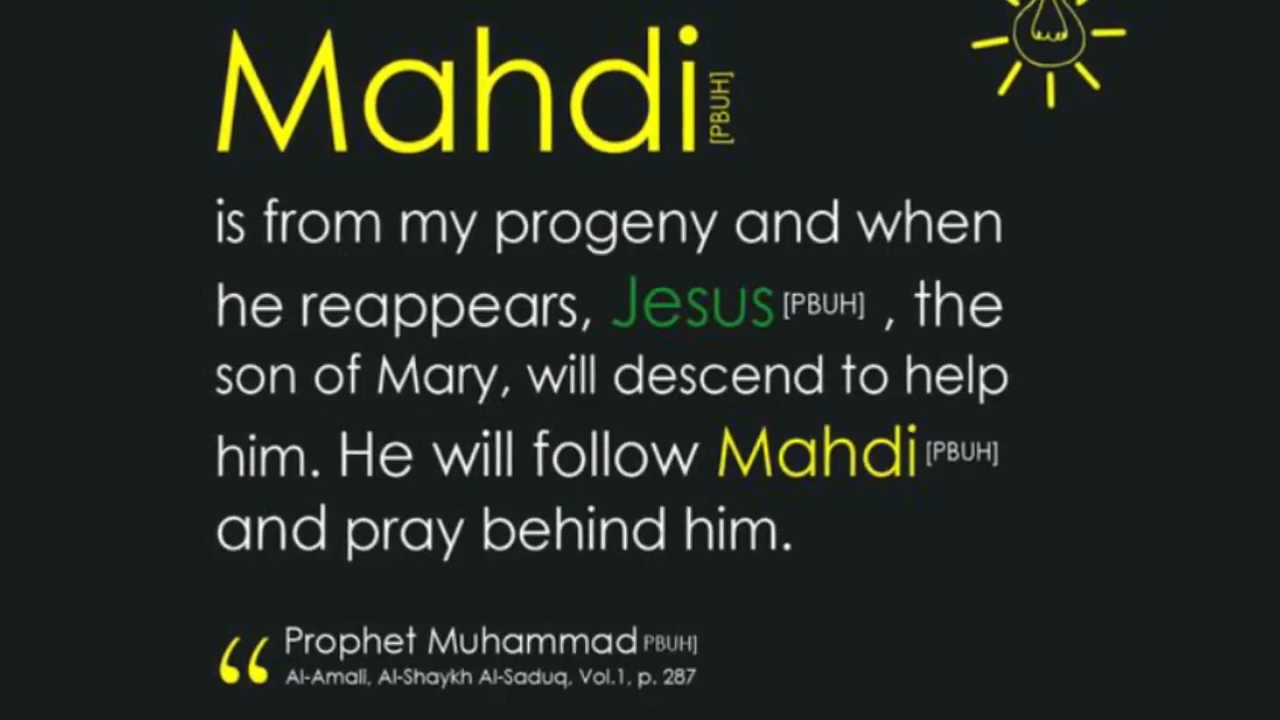 Mahdi [PBUH]
is from my progeny and when
he reappears, Jesus [PBUH] , the
son of Mary, will descend to help
him. He will follow Mahdi [PBUH]
and pray behind him.
“ Prophet Muhammad PBUH]
Al-Amali, Al-Shaykh Al-Saduq, Vol.1, p. 287